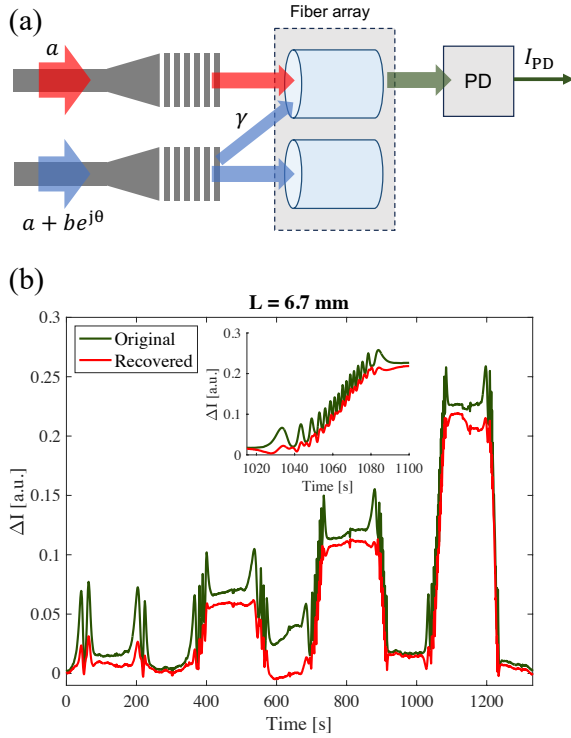 (a)
Fiber array
a
γ
PD
I_PD
a + be^jθ
(b)
L = 6.7 mm
Original
Recovered
ΔI [a.u.]
0.3
0.25
0.2
0.15
0.1
0.05
0
0 200 400 600 800 1000 1200
Time [s]
ΔI [a.u.]
0.3
0.2
0.1
0
1020 1040 1060 1080 1100
Time [s]